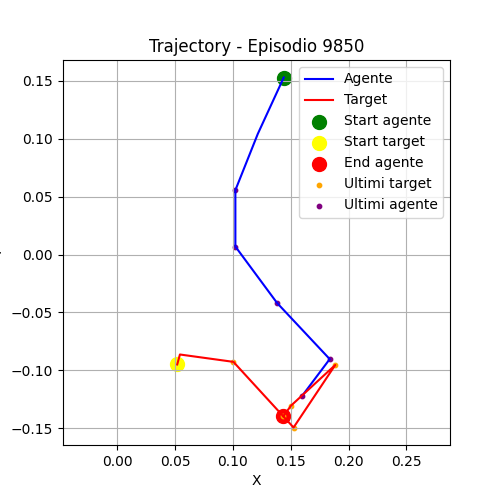 Trajectory - Episodio 9850
Agente
Target
Start agente
Start target
End agente
Ultimi target
Ultimi agente
0.15
0.10
0.05
0.00
−0.05
−0.10
−0.15
0.00
0.05
0.10
0.15
0.20
0.25
X